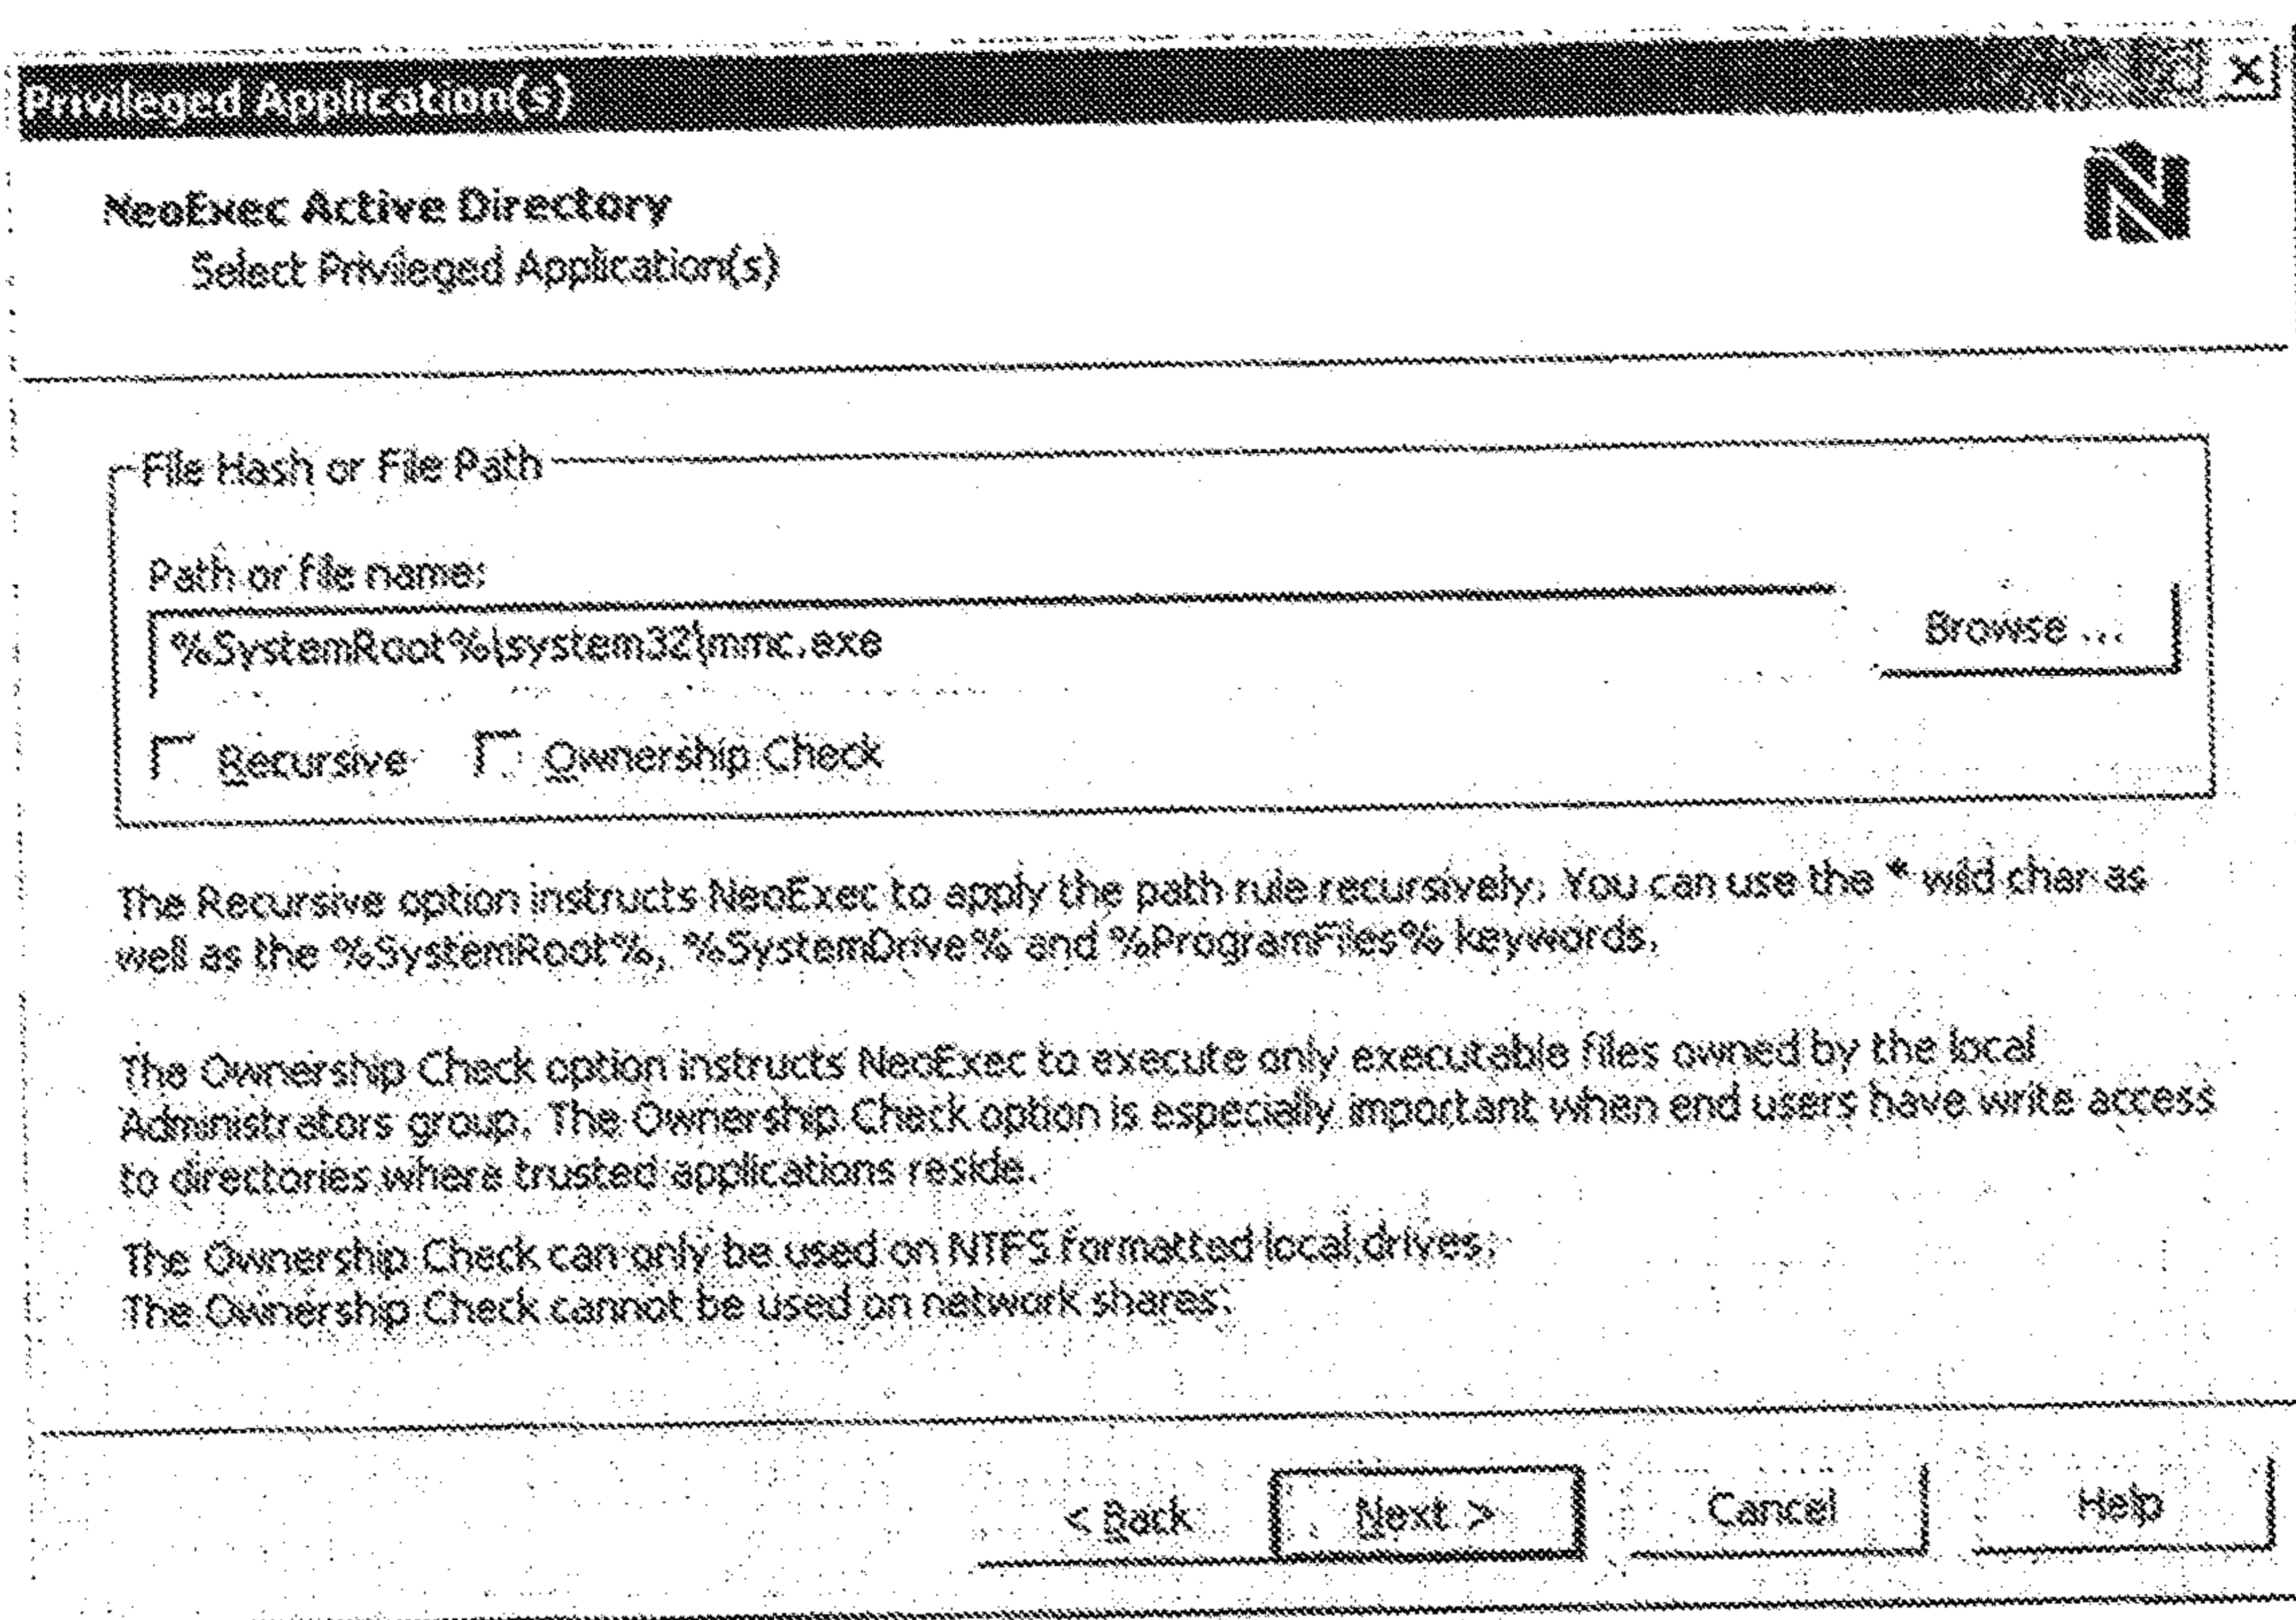 Privileged Application(s)
NeoExec Active Directory
Select Privileged Application(s)
File Hash or File Path
Path or file name:
%SystemRoot%\system32\mmc.exe
Browse ...
Recursive
Ownership Check
The Recursive option instructs NeoExec to apply the path rule recursively. You can use the * wild char as
well as the %SystemRoot%, %SystemDrive% and %ProgramFiles% keywords.
The Ownership Check option instructs NeoExec to execute only executable files owned by the local
Administrators group. The Ownership Check option is especially important when end users have write access
to directories where trusted applications reside.
The Ownership Check can only be used on NTFS formatted local drives.
The Ownership Check cannot be used on network shares.
< Back
Next >
Cancel
Help